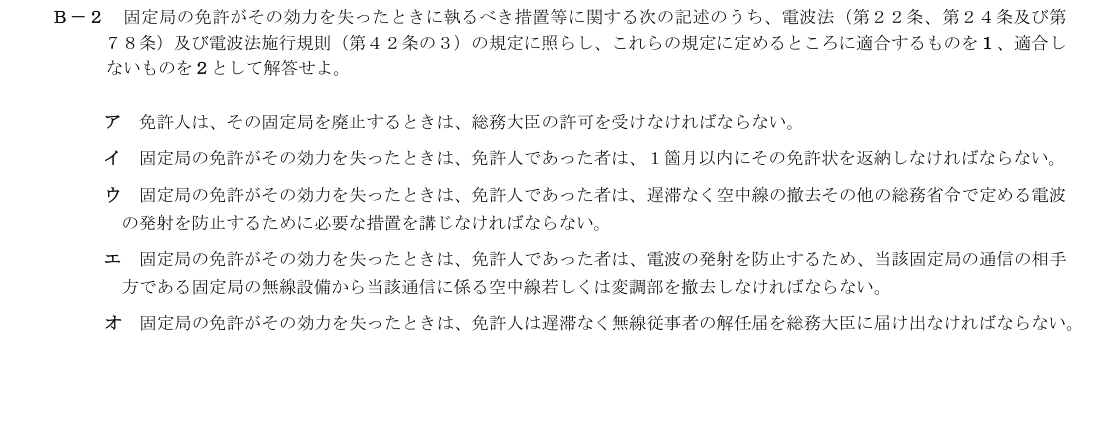 B－2　固定局の免許がその効力を失ったときに執るべき措置等に関する次の記述のうち、電波法（第２２条、第２４条及び第
７８条）及び電波法施行規則（第４２条の３）の規定に照らし、これらの規定に定めるところに適合するものを1、適合し
ないものを2として解答せよ。
ア　免許人は、その固定局を廃止するときは、総務大臣の許可を受けなければならない。
イ　固定局の免許がその効力を失ったときは、免許人であった者は、１箇月以内にその免許状を返納しなければならない。
ウ　固定局の免許がその効力を失ったときは、免許人であった者は、遅滞なく空中線の撤去その他の総務省令で定める電波
の発射を防止するために必要な措置を講じなければならない。
エ　固定局の免許がその効力を失ったときは、免許人であった者は、電波の発射を防止するため、当該固定局の通信の相手
方である固定局の無線設備から当該通信に係る空中線若しくは変調部を撤去しなければならない。
オ　固定局の免許がその効力を失ったときは、免許人は遅滞なく無線従事者の解任届を総務大臣に届け出なければならない。